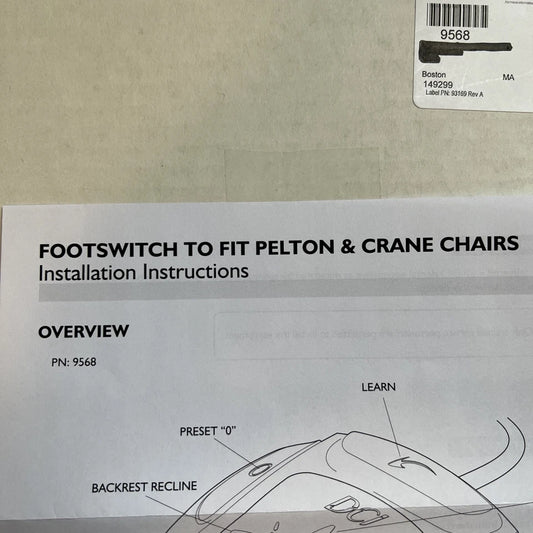 9568
Boston MA
149299
Label PN: 93169 Rev A
FOOTSWITCH TO FIT PELTON & CRANE CHAIRS
Installation Instructions
OVERVIEW
PN: 9568
LEARN
PRESET “0”
BACKREST RECLINE
DCI